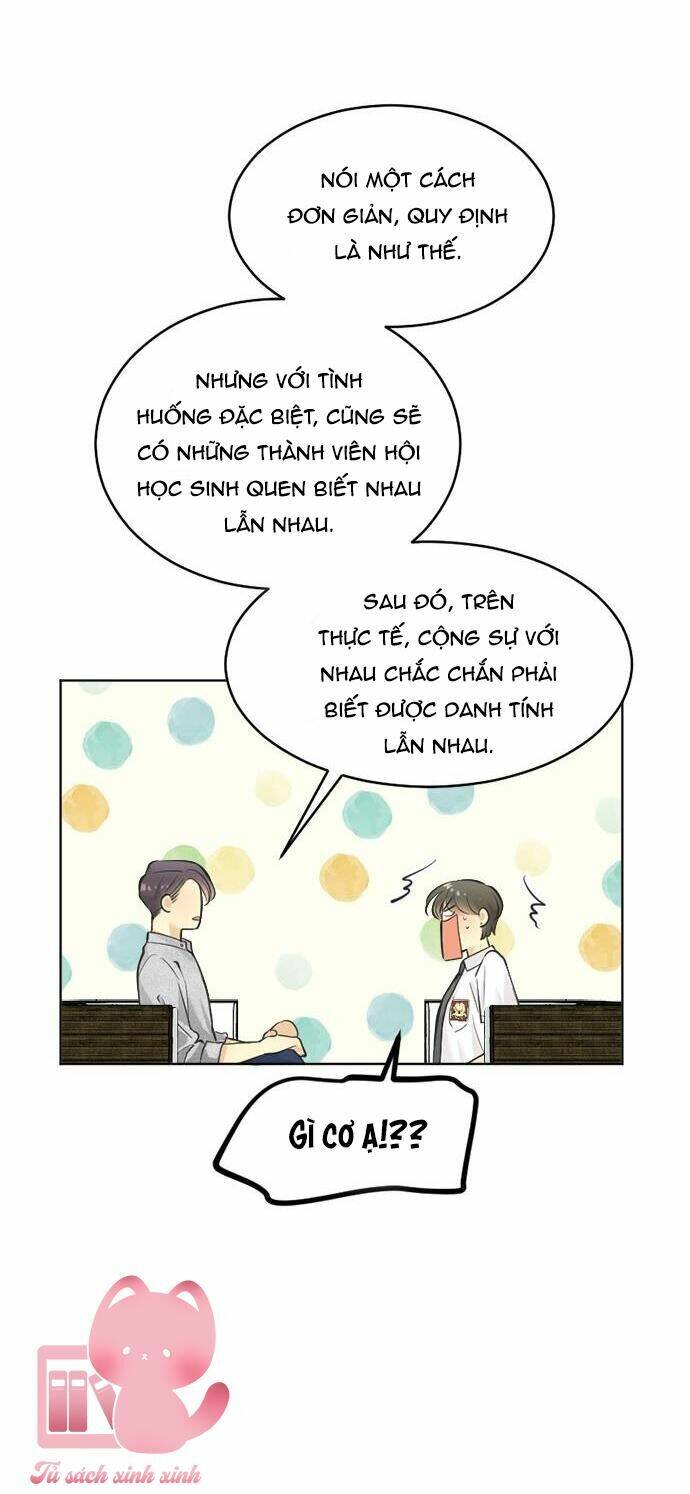 NÓI MỘT CÁCH
ĐƠN GIẢN, QUY ĐỊNH
LÀ NHƯ THẾ.
NHƯNG VỚI TÌNH
HUỐNG ĐẶC BIỆT, CŨNG SẼ
CÓ NHỮNG THÀNH VIÊN HỘI
HỌC SINH QUEN BIẾT NHAU
LẪN NHAU.
SAU ĐÓ, TRÊN
THỰC TẾ, CỘNG SỰ VỚI
NHAU CHẮC CHẮN PHẢI
BIẾT ĐƯỢC DANH TÍNH
LẪN NHAU.
GÌ CƠ Ạ!??
Tủ sách xinh xinh